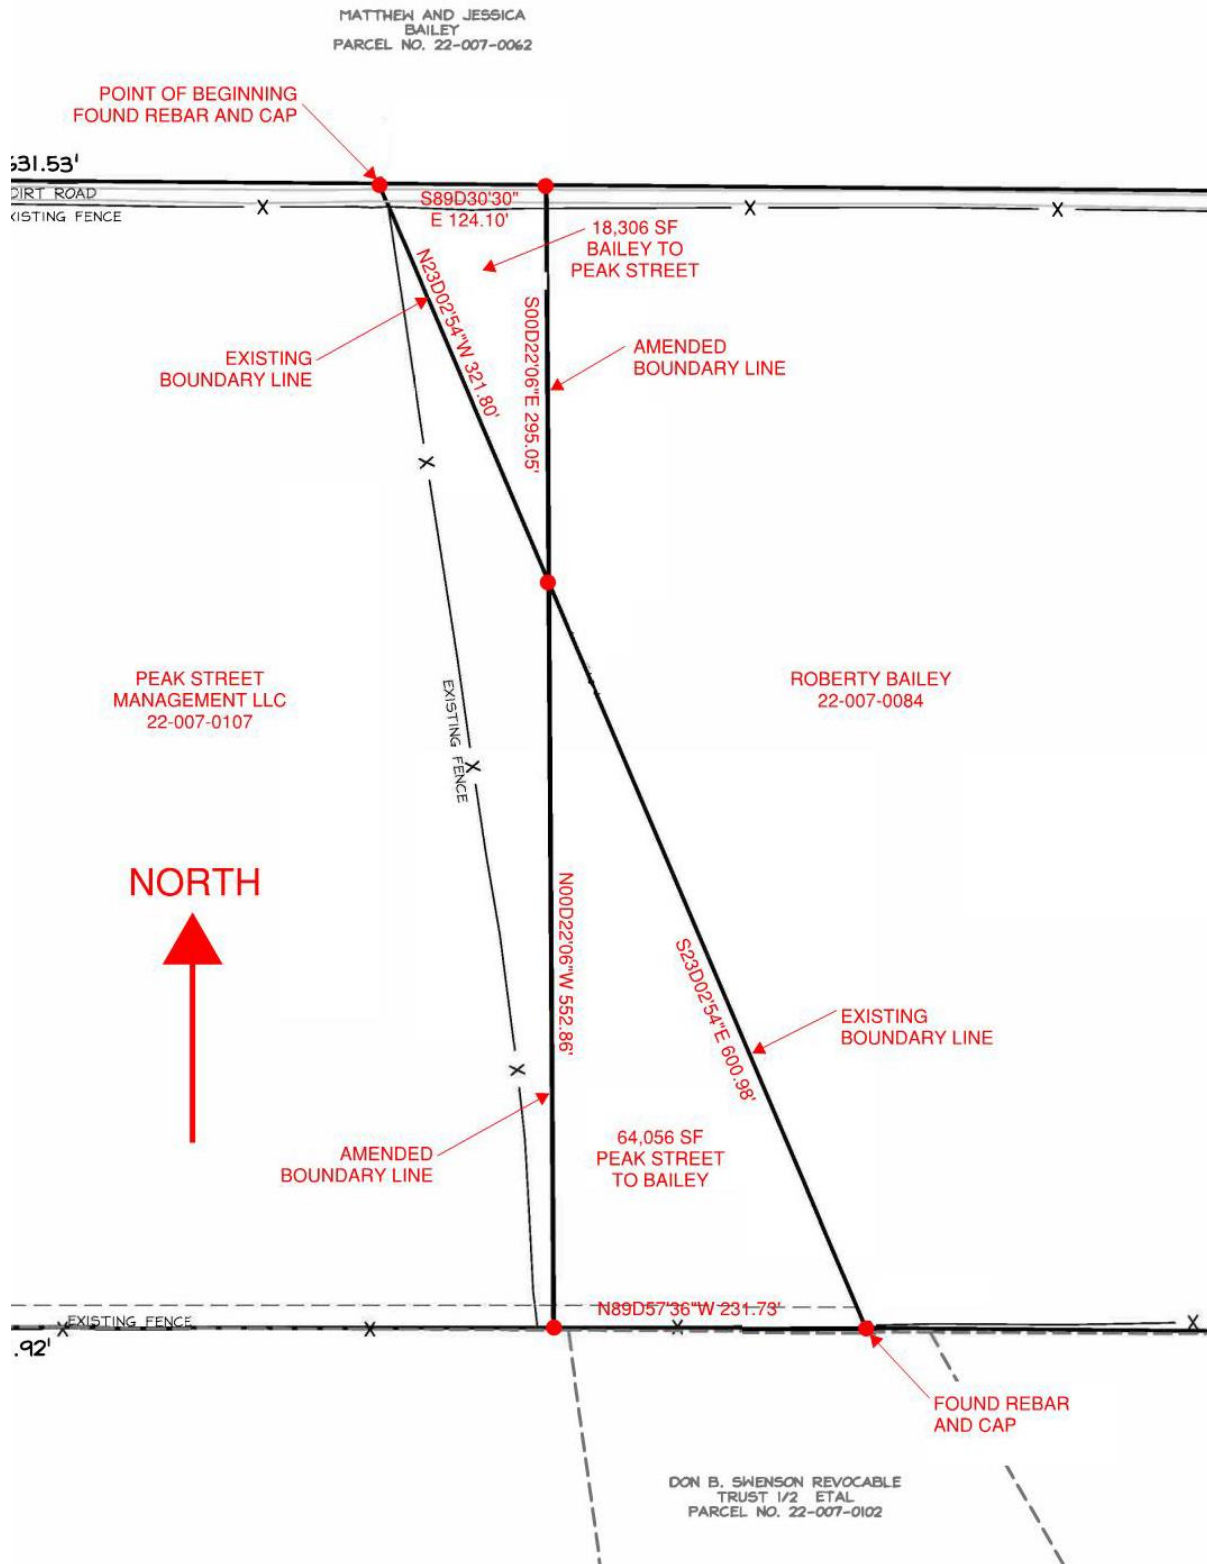 MATTHEW AND JESSICA
BAILEY
PARCEL NO. 22-007-0062
POINT OF BEGINNING
FOUND REBAR AND CAP
531.53'
DIRT ROAD
EXISTING FENCE
X
X
X
S89D30'30"
E 124.10'
18,306 SF
BAILEY TO
PEAK STREET
N23D02'54"W 321.80'
S00D22'06"E 295.05'
EXISTING
BOUNDARY LINE
AMENDED
BOUNDARY LINE
X
PEAK STREET
MANAGEMENT LLC
22-007-0107
EXISTING FENCE
X
ROBERTY BAILEY
22-007-0084
NORTH
N00D22'06"W 552.86'
S23D02'54"E 600.98'
EXISTING
BOUNDARY LINE
X
AMENDED
BOUNDARY LINE
64,056 SF
PEAK STREET
TO BAILEY
N89D57'36"W 231.73'
EXISTING FENCE
X
X
X
X
.92'
FOUND REBAR
AND CAP
DON B. SWENSON REVOCABLE
TRUST 1/2 ETAL
PARCEL NO. 22-007-0102